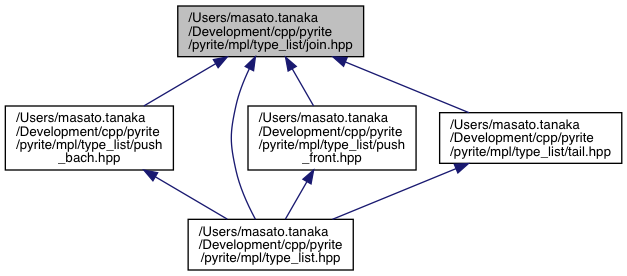 /Users/masato.tanaka
/Development/cpp/pyrite
/pyrite/mpl/type_list/join.hpp
/Users/masato.tanaka
/Development/cpp/pyrite
/pyrite/mpl/type_list/push
_bach.hpp
/Users/masato.tanaka
/Development/cpp/pyrite
/pyrite/mpl/type_list/push
_front.hpp
/Users/masato.tanaka
/Development/cpp/pyrite
/pyrite/mpl/type_list/tail.hpp
/Users/masato.tanaka
/Development/cpp/pyrite
/pyrite/mpl/type_list.hpp